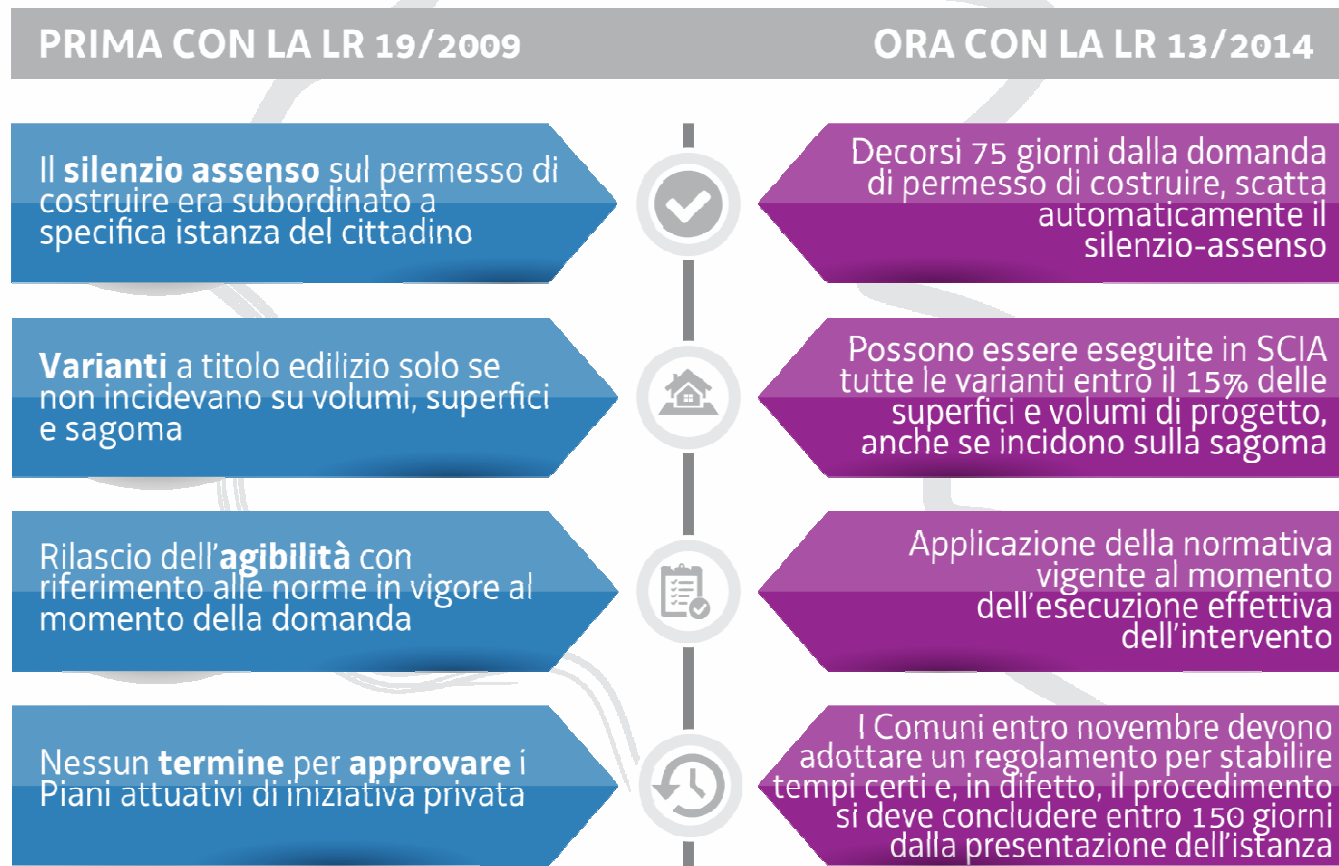 PRIMA CON LA LR 19/2009
ORA CON LA LR 13/2014
Il silenzio assenso sul permesso di
costruire era subordinato a
specifica istanza del cittadino
Decorsi 75 giorni dalla domanda
di permesso di costruire, scatta
automaticamente il
silenzio-assenso
Varianti a titolo edilizio solo se
non incidevano su volumi, superfici
e sagoma
Possono essere eseguite in SCIA
tutte le varianti entro il 15% delle
superfici e volumi di progetto,
anche se incidono sulla sagoma
Rilascio dell'agibilità con
riferimento alle norme in vigore al
momento della domanda
Applicazione della normativa
vigente al momento
dell'esecuzione effettiva
dell'intervento
Nessun termine per approvare i
Piani attuativi di iniziativa privata
I Comuni entro novembre devono
adottare un regolamento per stabilire
tempi certi e, in difetto, il procedimento
si deve concludere entro 150 giorni
dalla presentazione dell'istanza